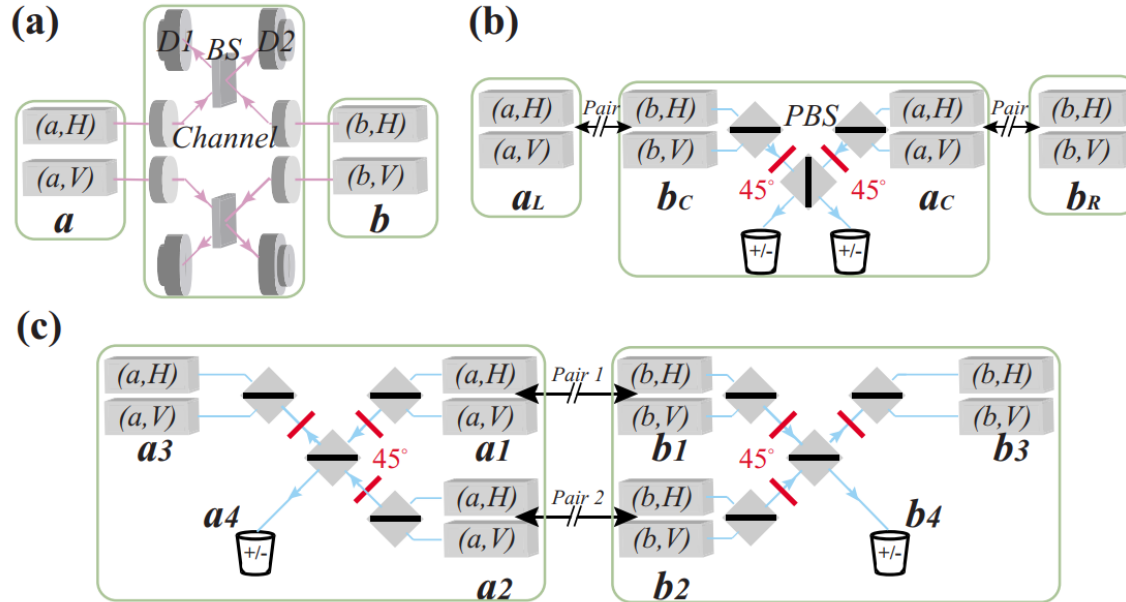 (a)
D1
BS
D2
(a,H)
(a,V)
a
Channel
(b,H)
(b,V)
b
(b)
(a,H)
(a,V)
aL
Pair
(b,H)
(b,V)
bC
PBS
45°
45°
+/-
+/-
(a,H)
(a,V)
aC
Pair
(b,H)
(b,V)
bR
(c)
(a,H)
(a,V)
a3
45°
a4
+/-
(a,H)
(a,V)
a1
(a,H)
(a,V)
a2
Pair 1
Pair 2
(b,H)
(b,V)
b1
(b,H)
(b,V)
b2
45°
(b,H)
(b,V)
b3
b4
+/-